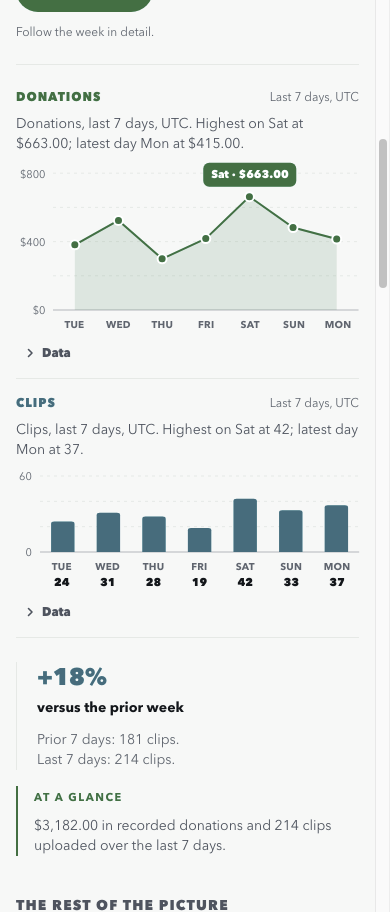 Follow the week in detail.
DONATIONS
Last 7 days, UTC
Donations, last 7 days, UTC. Highest on Sat at
$663.00; latest day Mon at $415.00.
$800
Sat · $663.00
$400
$0
TUE WED THU FRI SAT SUN MON
Data
CLIPS
Last 7 days, UTC
Clips, last 7 days, UTC. Highest on Sat at 42; latest day
Mon at 37.
60
0
TUE WED THU FRI SAT SUN MON
24 31 28 19 42 33 37
Data
+18%
versus the prior week
Prior 7 days: 181 clips.
Last 7 days: 214 clips.
AT A GLANCE
$3,182.00 in recorded donations and 214 clips
uploaded over the last 7 days.
THE REST OF THE PICTURE